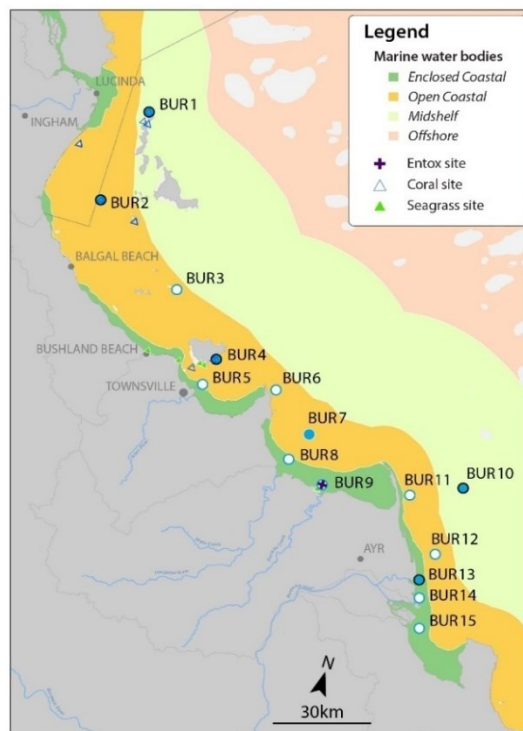 Legend
Marine water bodies
Enclosed Coastal
Open Coastal
Midshelf
Offshore
Entox site
Coral site
Seagrass site
LUCINDA
BUR1
INGHAM
BUR2
BALGAL BEACH
BUR3
BUSHLAND BEACH
BUR4
TOWNSVILLE
BUR5
BUR6
BUR7
BUR8
BUR9
BUR10
BUR11
BUR12
AYR
BUR13
BUR14
BUR15
N
30km